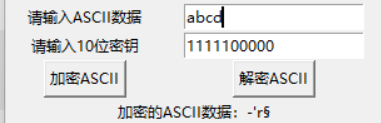 请输入ASCII数据 abcd
请输入10位密钥 1111100000
加密ASCII 解密ASCII
加密的ASCII数据：-'r§